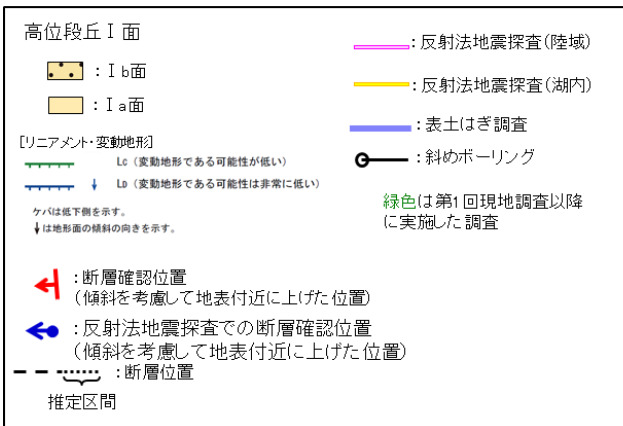 高位段丘Ⅰ面
：Ⅰb面
：Ⅰa面
[リニアメント・変動地形]
Lc（変動地形である可能性が低い）
LD（変動地形である可能性は非常に低い）
ケバは低下側を示す。
↓は地形面の傾斜の向きを示す。
：断層確認位置
(傾斜を考慮して地表付近に上げた位置)
：反射法地震探査での断層確認位置
(傾斜を考慮して地表付近に上げた位置)
：断層位置
推定区間
：反射法地震探査(陸域)
：反射法地震探査(湖内)
：表土はぎ調査
：斜めボーリング
緑色は第1回現地調査以降
に実施した調査